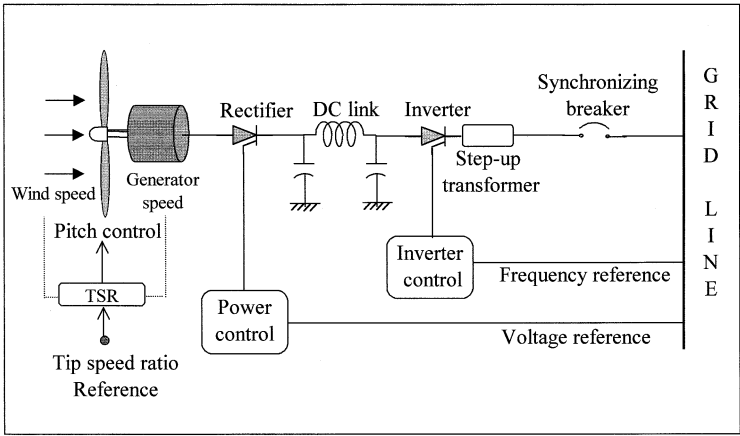 Rectifier
DC link
Inverter
Synchronizing
breaker
Step-up
transformer
Wind speed
Generator
speed
Pitch control
TSR
Tip speed ratio
Reference
Power
control
Inverter
control
Frequency reference
Voltage reference
G
R
I
D
L
I
N
E